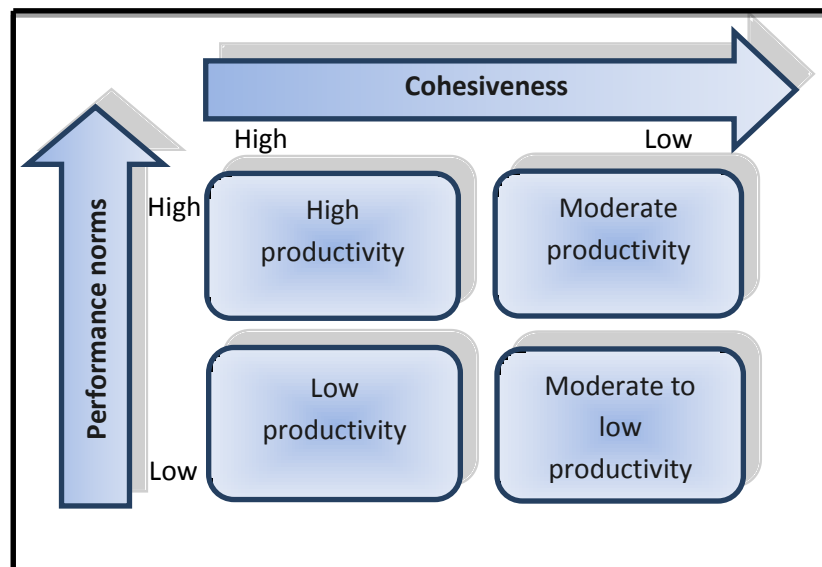 Cohesiveness
High
Low
Performance norms
High
High
productivity
Moderate
productivity
Low
Low
productivity
Moderate to
low
productivity